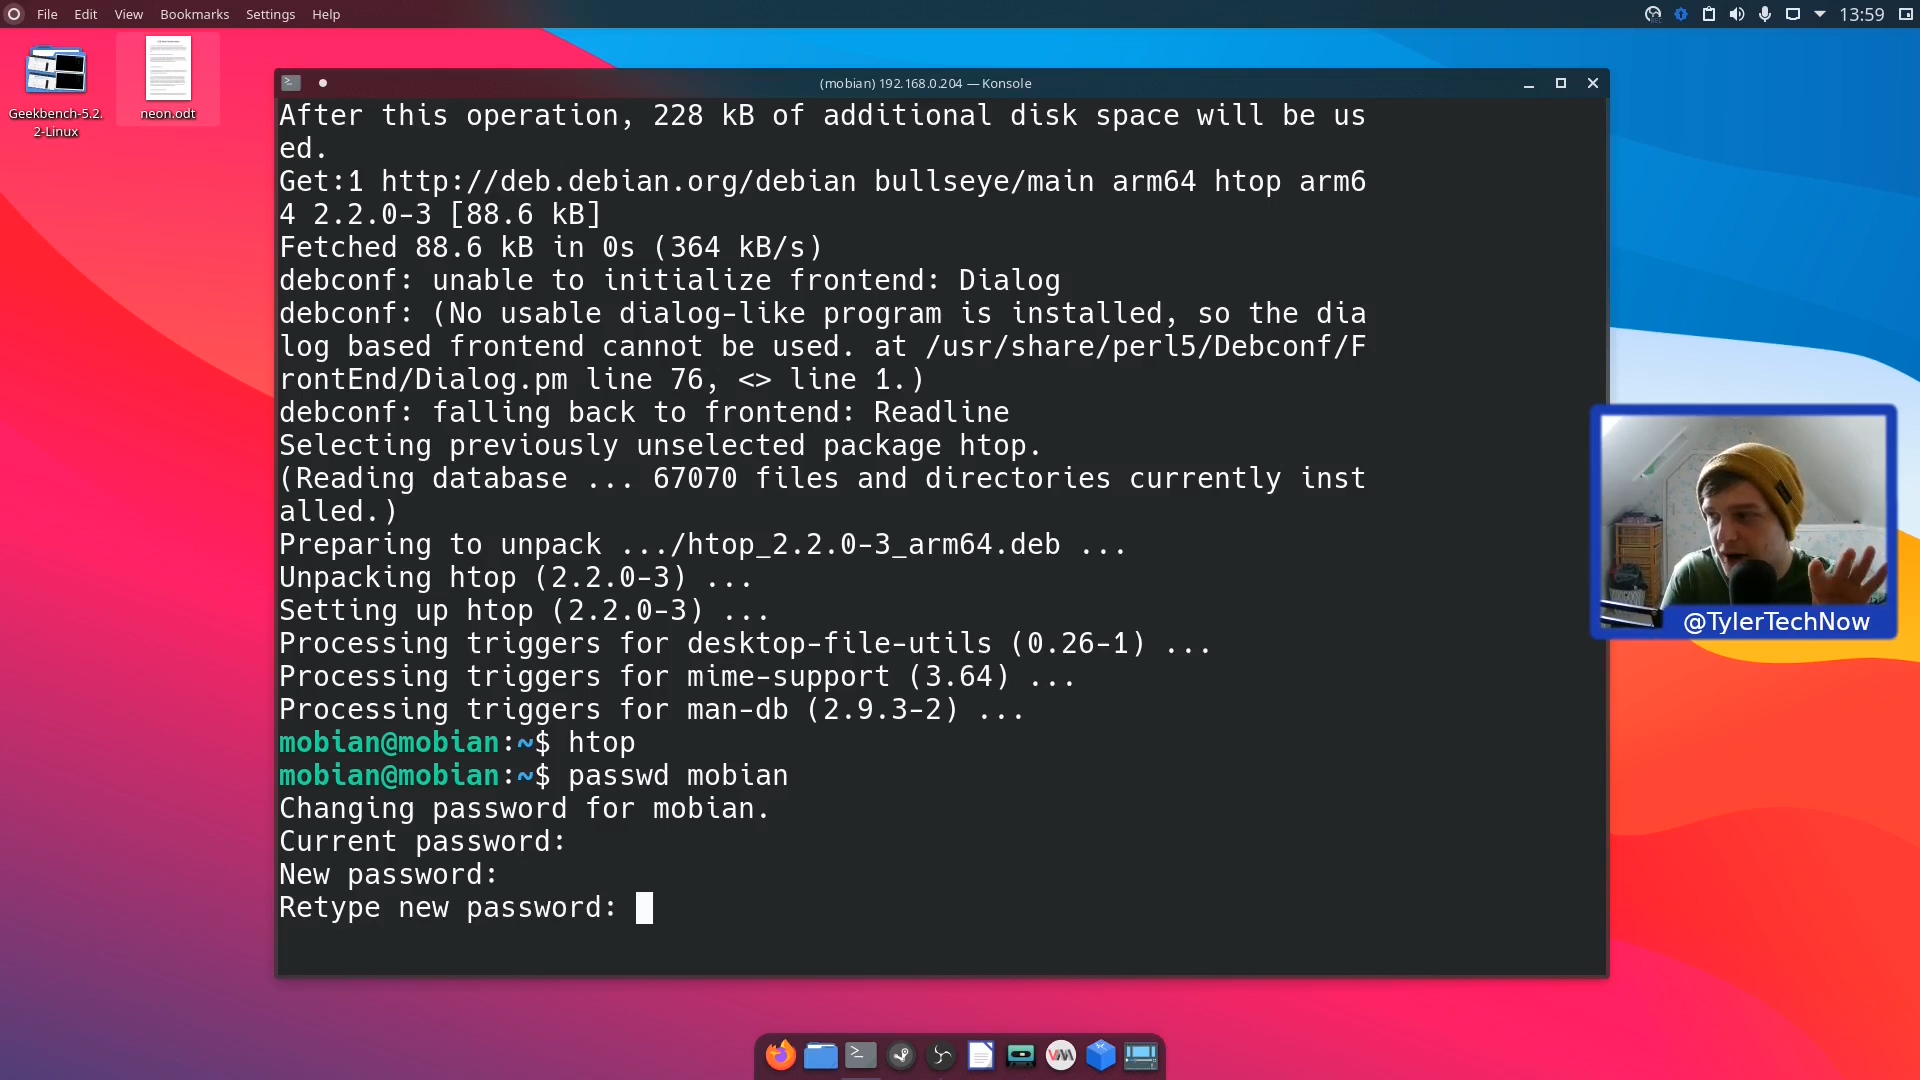 File Edit View Bookmarks Settings Help
13:59
Geekbench-5.2.
2-Linux
neon.odt
(mobian) 192.168.0.204 — Konsole
After this operation, 228 kB of additional disk space will be us
ed.
Get:1 http://deb.debian.org/debian bullseye/main arm64 htop arm6
4 2.2.0-3 [88.6 kB]
Fetched 88.6 kB in 0s (364 kB/s)
debconf: unable to initialize frontend: Dialog
debconf: (No usable dialog-like program is installed, so the dia
log based frontend cannot be used. at /usr/share/perl5/Debconf/F
rontEnd/Dialog.pm line 76, <> line 1.)
debconf: falling back to frontend: Readline
Selecting previously unselected package htop.
(Reading database ... 67070 files and directories currently inst
alled.)
Preparing to unpack .../htop_2.2.0-3_arm64.deb ...
Unpacking htop (2.2.0-3) ...
Setting up htop (2.2.0-3) ...
Processing triggers for desktop-file-utils (0.26-1) ...
Processing triggers for mime-support (3.64) ...
Processing triggers for man-db (2.9.3-2) ...
mobian@mobian:~$ htop
mobian@mobian:~$ passwd mobian
Changing password for mobian.
Current password:
New password:
Retype new password:
@TylerTechNow